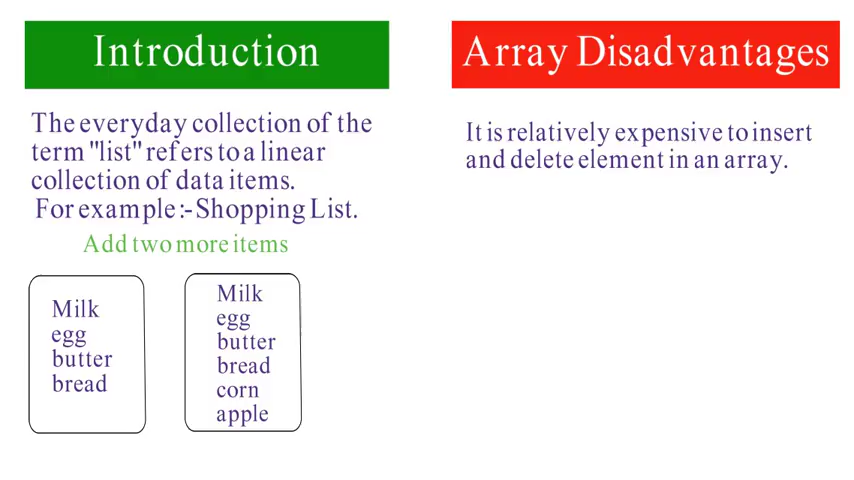 Introduction
The everyday collection of the
term "list" refers to a linear
collection of data items.
For example :- Shopping List.
Add two more items
Milk
egg
butter
bread
Milk
egg
butter
bread
corn
apple
Array Disadvantages
It is relatively expensive to insert
and delete element in an array.